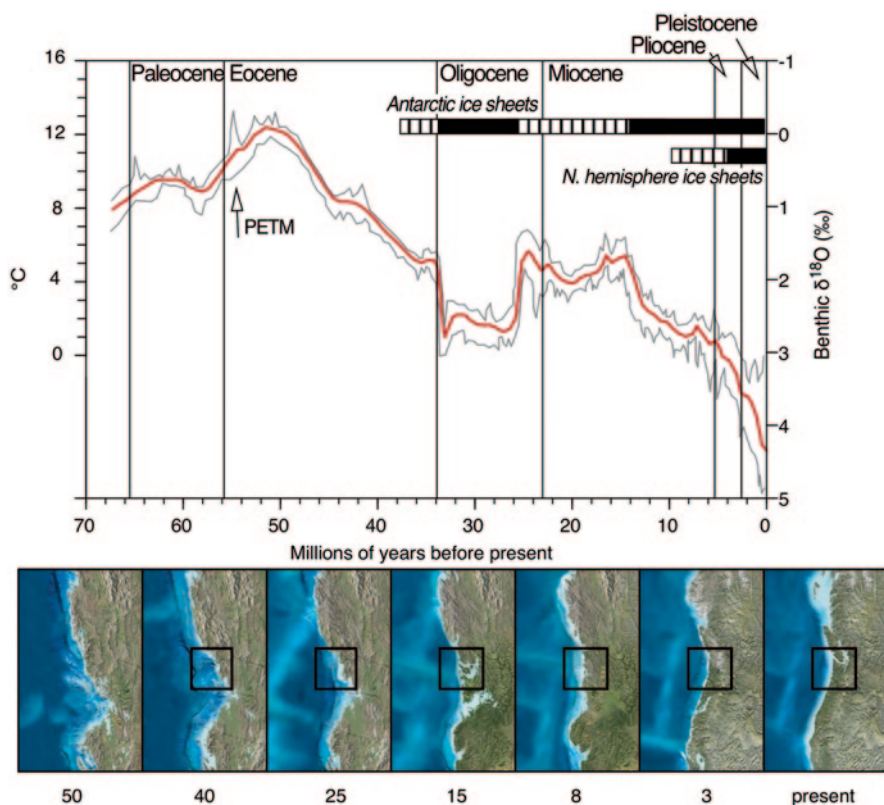 Pleistocene
Pliocene
16
12
8
4
0
°C
Paleocene
Eocene
Oligocene
Miocene
Antarctic ice sheets
N. hemisphere ice sheets
PETM
-1
0
1
2
3
4
5
Benthic δ18O (‰)
70 60 50 40 30 20 10 0
Millions of years before present
50 40 25 15 8 3 present